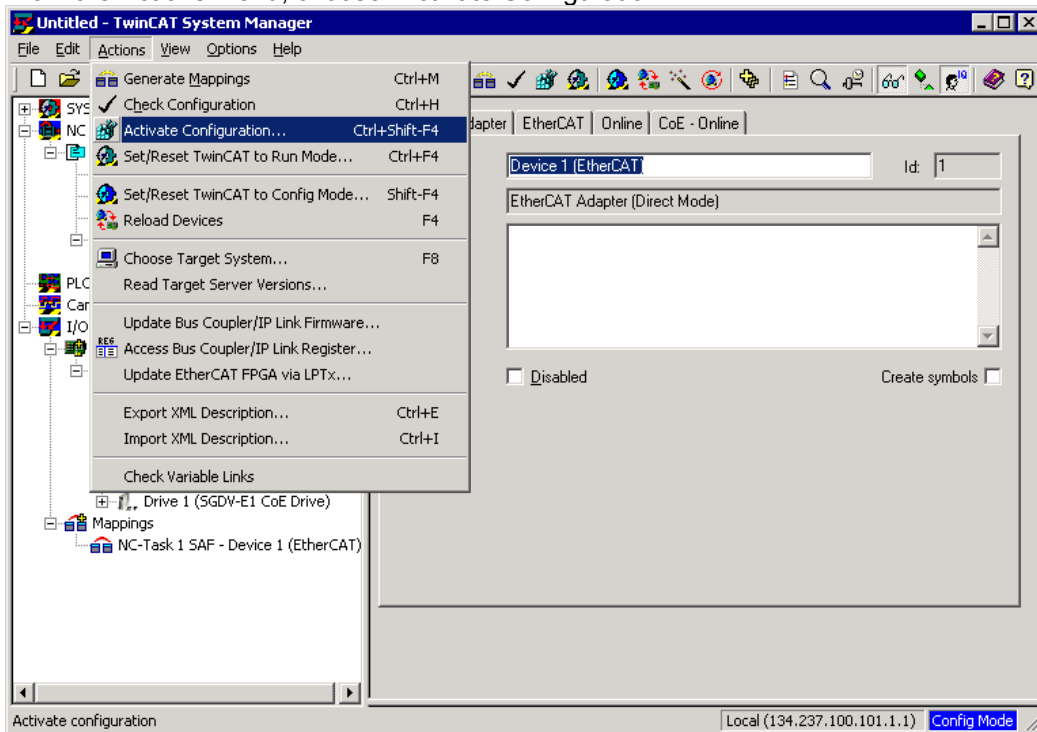 Untitled - TwinCAT System Manager
File Edit Actions View Options Help
Generate Mappings Ctrl+M
Check Configuration Ctrl+H
Activate Configuration... Ctrl+Shift-F4
Set/Reset TwinCAT to Run Mode... Ctrl+F4
Set/Reset TwinCAT to Config Mode... Shift-F4
Reload Devices F4
Choose Target System... F8
Read Target Server Versions...
Update Bus Coupler/IP Link Firmware...
REG Access Bus Coupler/IP Link Register...
Update EtherCAT FPGA via LPTx...
Export XML Description... Ctrl+E
Import XML Description... Ctrl+I
Check Variable Links
SYS
NC
PLC
Car
I/O
Drive 1 (SGDV-E1 CoE Drive)
Mappings
NC-Task 1 SAF - Device 1 (EtherCAT)
dapter EtherCAT Online CoE - Online
Device 1 (EtherCAT) Id: 1
EtherCAT Adapter (Direct Mode)
Disabled Create symbols
Activate configuration Local (134.237.100.101.1.1) Config Mode